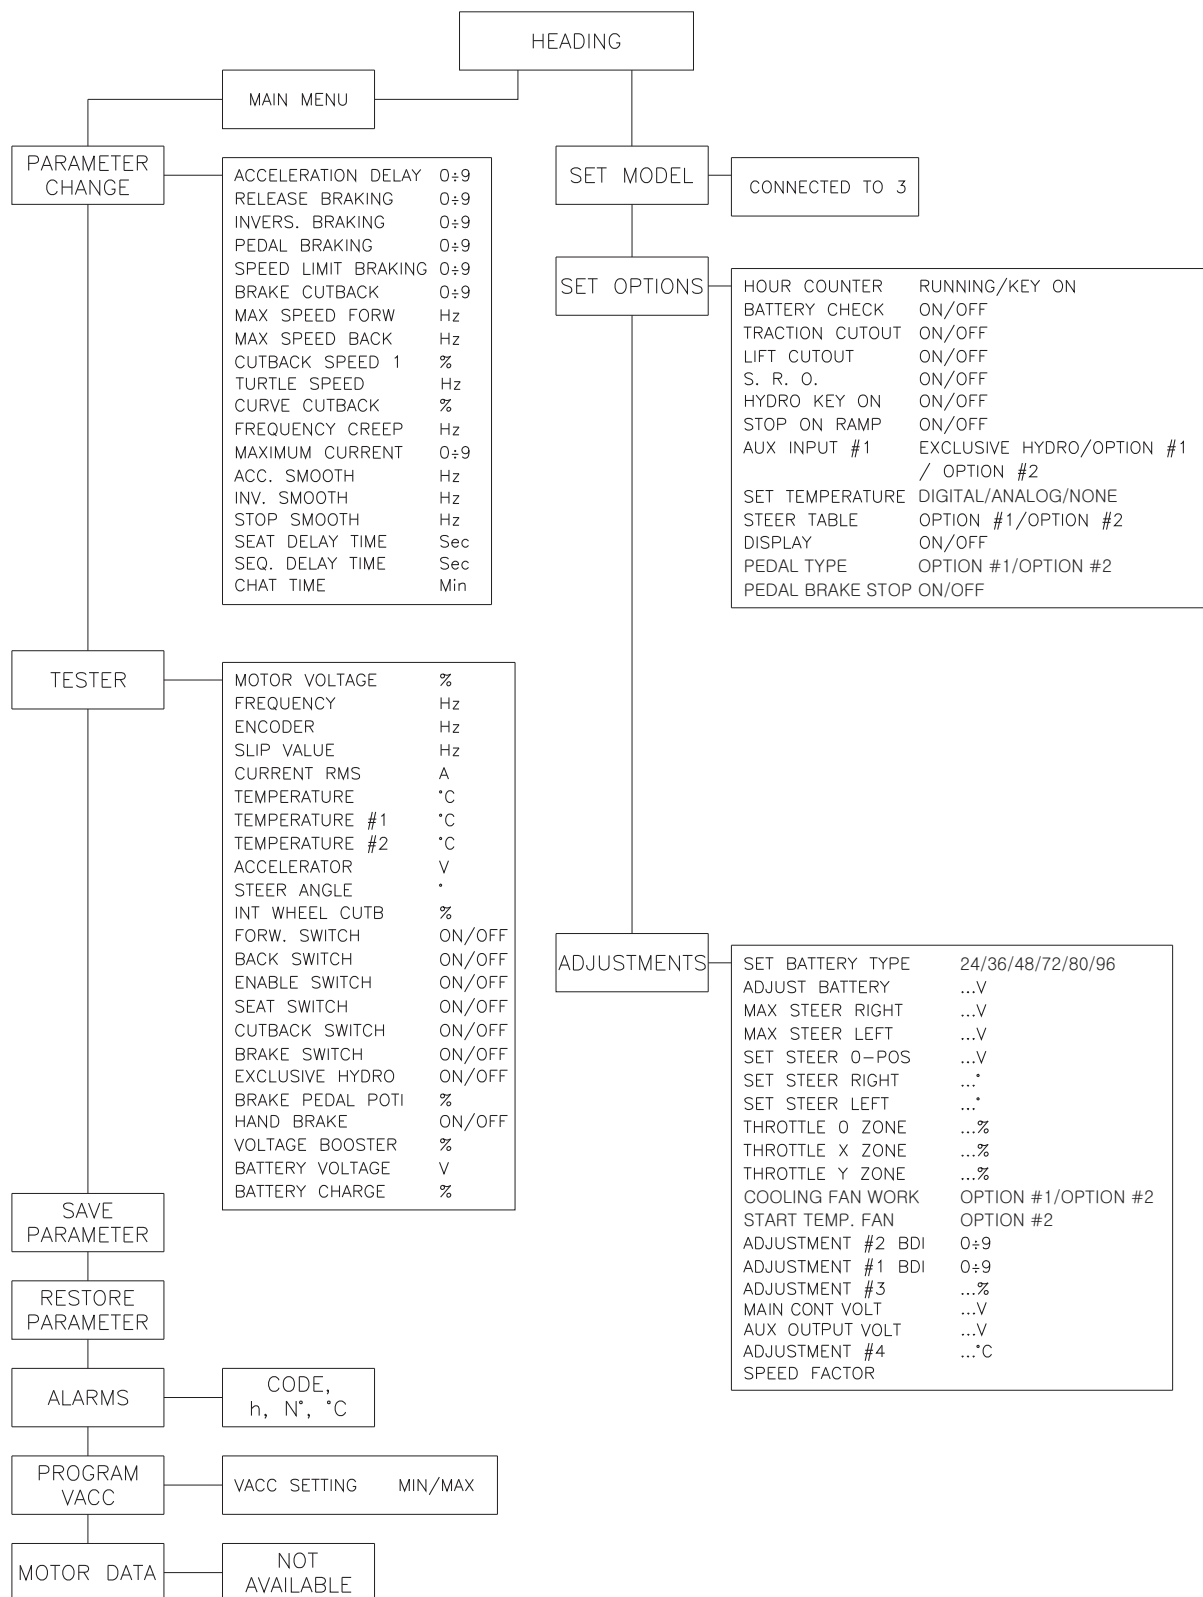 HEADING
MAIN MENU
PARAMETER
CHANGE
ACCELERATION DELAY 0÷9
RELEASE BRAKING 0÷9
INVERS. BRAKING 0÷9
PEDAL BRAKING 0÷9
SPEED LIMIT BRAKING 0÷9
BRAKE CUTBACK 0÷9
MAX SPEED FORW Hz
MAX SPEED BACK Hz
CUTBACK SPEED 1 %
TURTLE SPEED Hz
CURVE CUTBACK %
FREQUENCY CREEP Hz
MAXIMUM CURRENT 0÷9
ACC. SMOOTH Hz
INV. SMOOTH Hz
STOP SMOOTH Hz
SEAT DELAY TIME Sec
SEQ. DELAY TIME Sec
CHAT TIME Min
SET MODEL
CONNECTED TO 3
SET OPTIONS
HOUR COUNTER RUNNING/KEY ON
BATTERY CHECK ON/OFF
TRACTION CUTOUT ON/OFF
LIFT CUTOUT ON/OFF
S. R. O. ON/OFF
HYDRO KEY ON ON/OFF
STOP ON RAMP ON/OFF
AUX INPUT #1 EXCLUSIVE HYDRO/OPTION #1
/ OPTION #2
SET TEMPERATURE DIGITAL/ANALOG/NONE
STEER TABLE OPTION #1/OPTION #2
DISPLAY ON/OFF
PEDAL TYPE OPTION #1/OPTION #2
PEDAL BRAKE STOP ON/OFF
TESTER
MOTOR VOLTAGE %
FREQUENCY Hz
ENCODER Hz
SLIP VALUE Hz
CURRENT RMS A
TEMPERATURE °C
TEMPERATURE #1 °C
TEMPERATURE #2 °C
ACCELERATOR V
STEER ANGLE °
INT WHEEL CUTB %
FORW. SWITCH ON/OFF
BACK SWITCH ON/OFF
ENABLE SWITCH ON/OFF
SEAT SWITCH ON/OFF
CUTBACK SWITCH ON/OFF
BRAKE SWITCH ON/OFF
EXCLUSIVE HYDRO ON/OFF
BRAKE PEDAL POTI %
HAND BRAKE ON/OFF
VOLTAGE BOOSTER %
BATTERY VOLTAGE V
BATTERY CHARGE %
ADJUSTMENTS
SET BATTERY TYPE 24/36/48/72/80/96
ADJUST BATTERY ...V
MAX STEER RIGHT ...V
MAX STEER LEFT ...V
SET STEER 0-POS ...V
SET STEER RIGHT ...°
SET STEER LEFT ...°
THROTTLE 0 ZONE ...%
THROTTLE X ZONE ...%
THROTTLE Y ZONE ...%
COOLING FAN WORK OPTION #1/OPTION #2
START TEMP. FAN OPTION #2
ADJUSTMENT #2 BDI 0÷9
ADJUSTMENT #1 BDI 0÷9
ADJUSTMENT #3 ...%
MAIN CONT VOLT ...V
AUX OUTPUT VOLT ...V
ADJUSTMENT #4 ...°C
SPEED FACTOR
SAVE
PARAMETER
RESTORE
PARAMETER
ALARMS
CODE,
h, N°, °C
PROGRAM
VACC
VACC SETTING MIN/MAX
MOTOR DATA
NOT
AVAILABLE